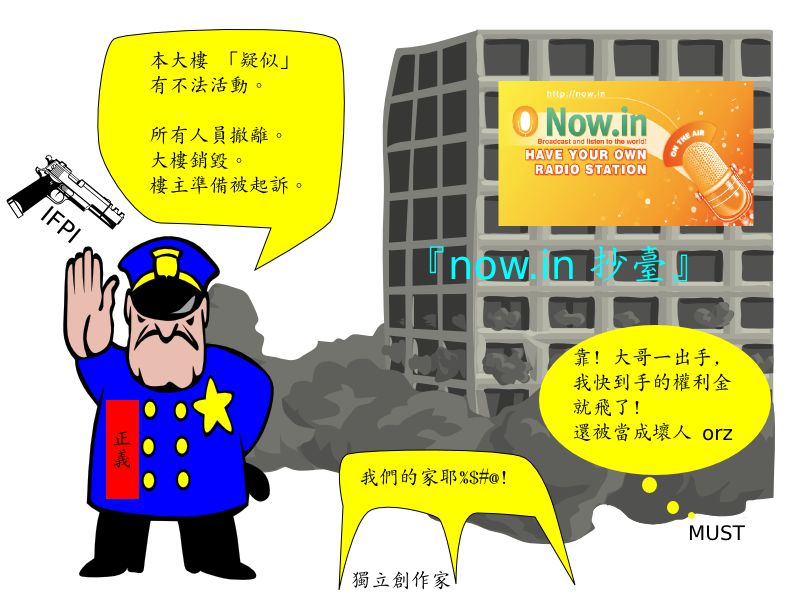 本大樓 「疑似」
有不法活動。
所有人員撤離。
大樓銷毀。
樓主準備被起訴。
IFPI
正義
http://now.in
Now.in
Broadcast and listen to the world!
HAVE YOUR OWN
RADIO STATION
ON THE AIR
『now.in 抄臺』
靠！大哥一出手，
我快到手的權利金
就飛了！
還被當成壞人 orz
MUST
我們的家耶%$#@！
獨立創作家